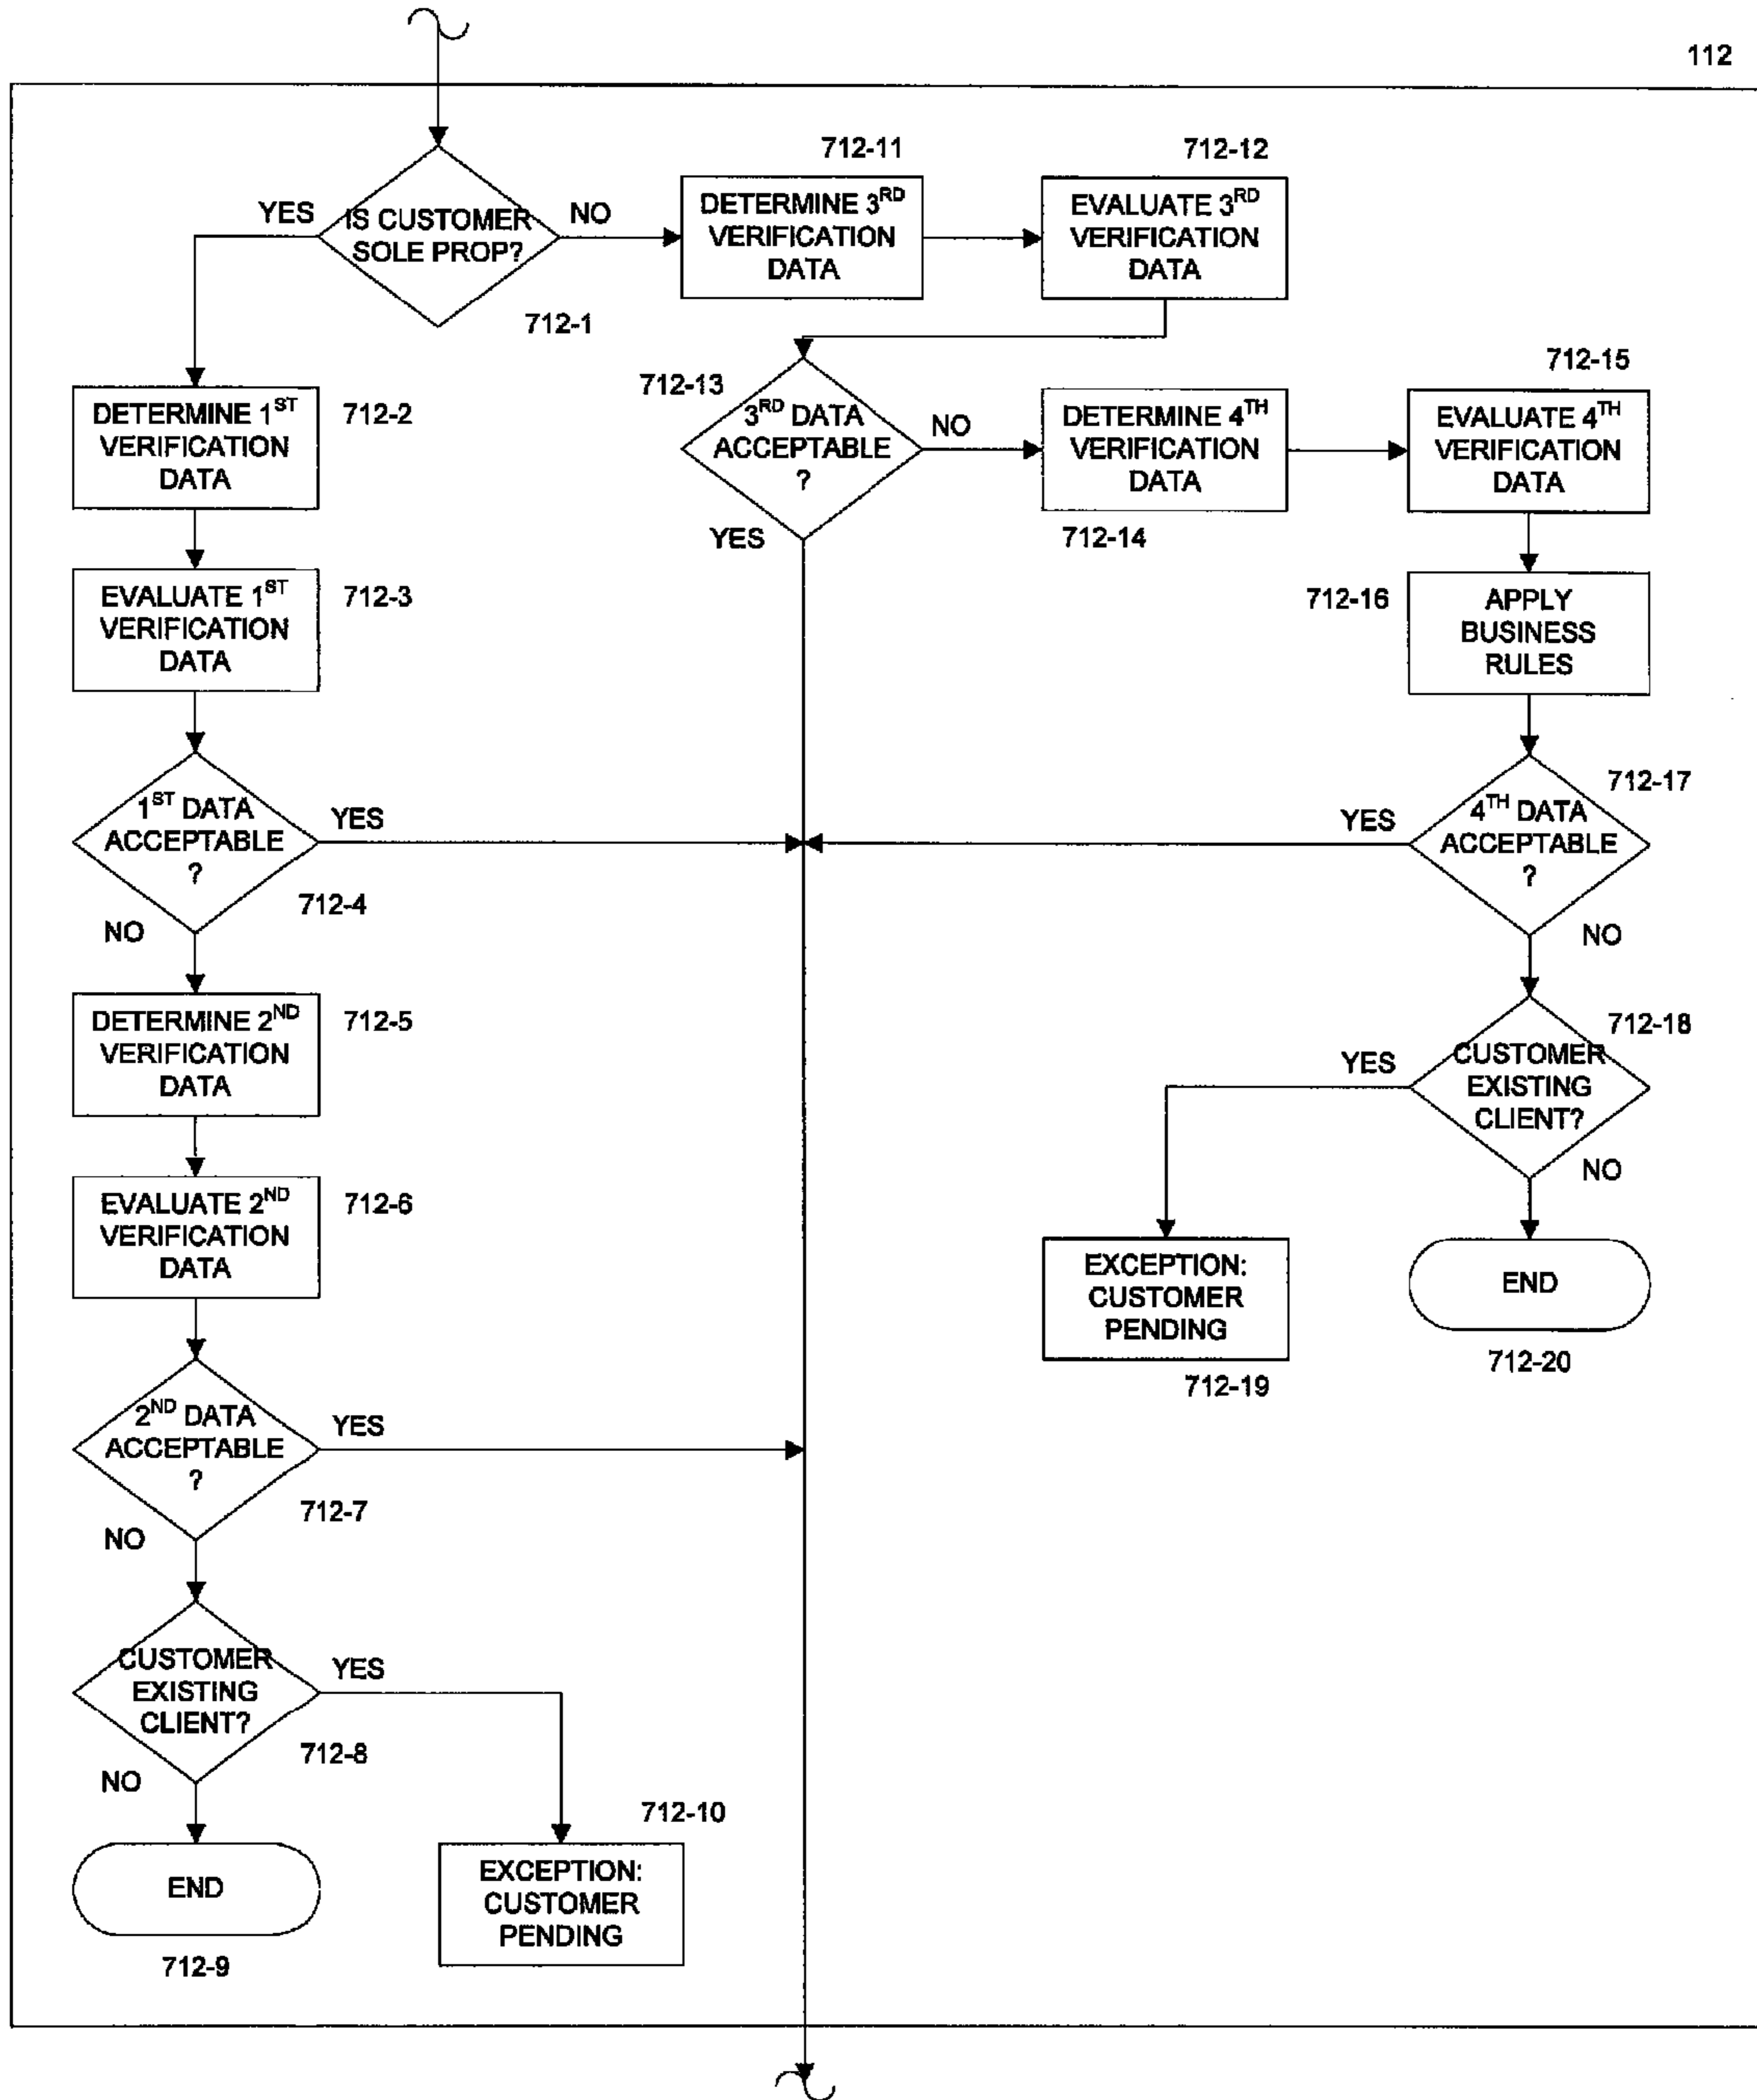 112
712-11
712-12
YES
IS CUSTOMER
SOLE PROP?
NO
712-1
DETERMINE 3RD
VERIFICATION
DATA
EVALUATE 3RD
VERIFICATION
DATA
712-13
3RD DATA
ACCEPTABLE
?
NO
YES
DETERMINE 4TH
VERIFICATION
DATA
712-14
712-15
EVALUATE 4TH
VERIFICATION
DATA
DETERMINE 1ST
VERIFICATION
DATA
712-2
EVALUATE 1ST
VERIFICATION
DATA
712-3
712-16
APPLY
BUSINESS
RULES
1ST DATA
ACCEPTABLE
?
YES
712-4
NO
712-17
YES
4TH DATA
ACCEPTABLE
?
NO
DETERMINE 2ND
VERIFICATION
DATA
712-5
712-18
YES
CUSTOMER
EXISTING
CLIENT?
NO
EVALUATE 2ND
VERIFICATION
DATA
712-6
EXCEPTION:
CUSTOMER
PENDING
712-19
END
712-20
2ND DATA
ACCEPTABLE
?
YES
712-7
NO
CUSTOMER
EXISTING
CLIENT?
YES
712-8
NO
712-10
END
712-9
EXCEPTION:
CUSTOMER
PENDING